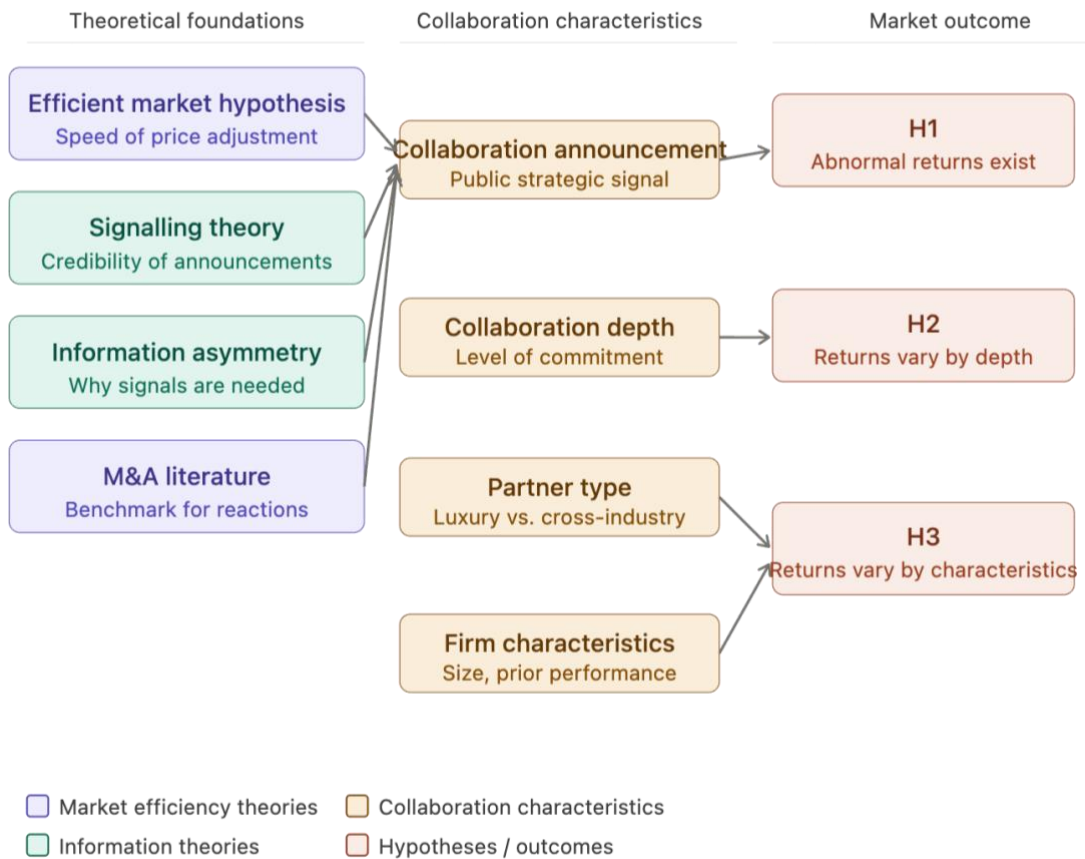 Theoretical foundations
Collaboration characteristics
Market outcome
Efficient market hypothesis
Speed of price adjustment
Signalling theory
Credibility of announcements
Information asymmetry
Why signals are needed
M&A literature
Benchmark for reactions
Collaboration announcement
Public strategic signal
Collaboration depth
Level of commitment
Partner type
Luxury vs. cross-industry
Firm characteristics
Size, prior performance
H1
Abnormal returns exist
H2
Returns vary by depth
H3
Returns vary by characteristics
Market efficiency theories
Collaboration characteristics
Information theories
Hypotheses / outcomes